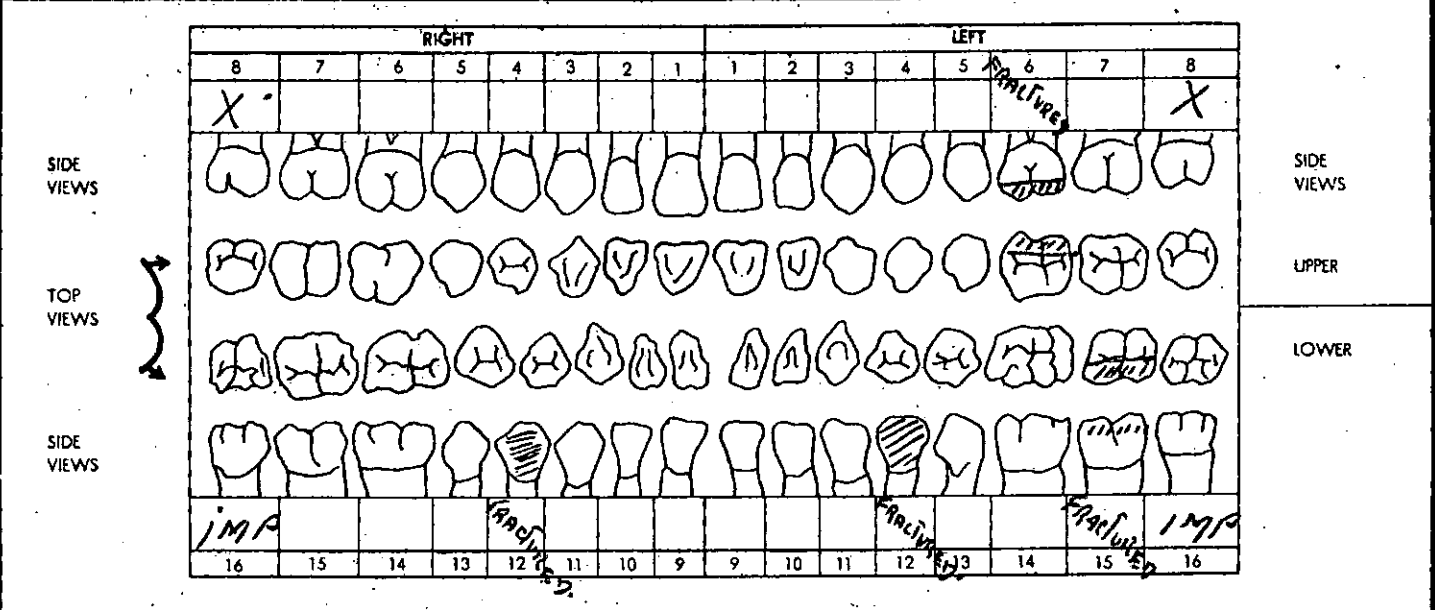 RIGHT LEFT
8 7 6 5 4 3 2 1 1 2 3 4 5 6 7 8
X FRACTURED X
SIDE VIEWS SIDE VIEWS
TOP VIEWS UPPER
LOWER
SIDE VIEWS
IMP FRACTURED. FRACTURED. FRACTURED IMP
16 15 14 13 12 11 10 9 9 10 11 12 13 14 15 16